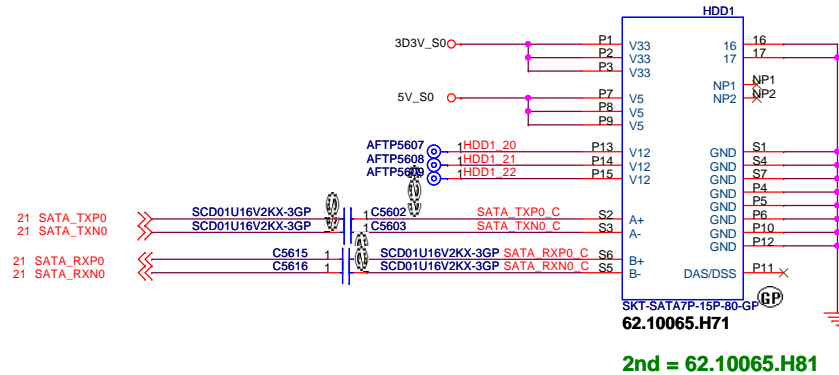 HDD1
3D3V_S0 P1 V33 16 16
P2 V33 17 17
P3 V33
NP1 NP1
5V_S0 P7 V5 NP2 NP2
P8 V5
P9 V5
AFTP5607 1 HDD1_20 P13 V12 GND S1
AFTP5608 1 HDD1_21 P14 V12 GND S4
AFTP5609 1 HDD1_22 P15 V12 GND S7
GND P4
GND P5
21 SATA_TXP0 SCD01U16V2KX-3GP 1 C5602 SATA_TXP0_C S2 A+ GND P6
21 SATA_TXN0 SCD01U16V2KX-3GP 1 C5603 SATA_TXN0_C S3 A- GND P10
GND P12
21 SATA_RXP0 C5615 1 SCD01U16V2KX-3GP SATA_RXP0_C S6 B+
21 SATA_RXN0 C5616 1 SCD01U16V2KX-3GP SATA_RXN0_C S5 B- DAS/DSS P11
SKT-SATA7P-15P-80-GP GP
62.10065.H71
2nd = 62.10065.H81